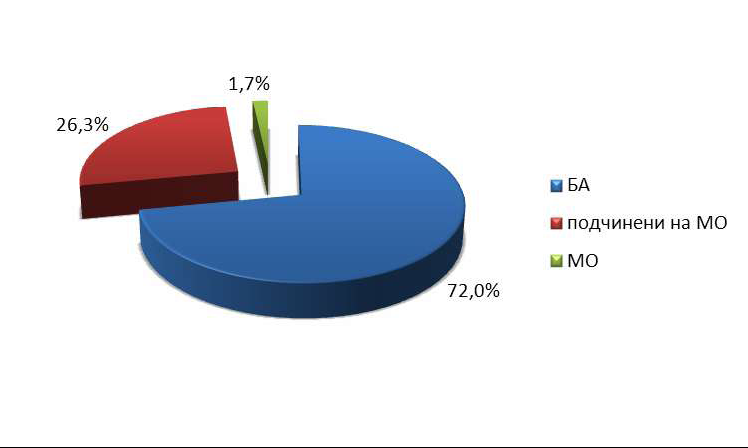 1,7%
26,3%
72,0%
БА
подчинени на МО
МО